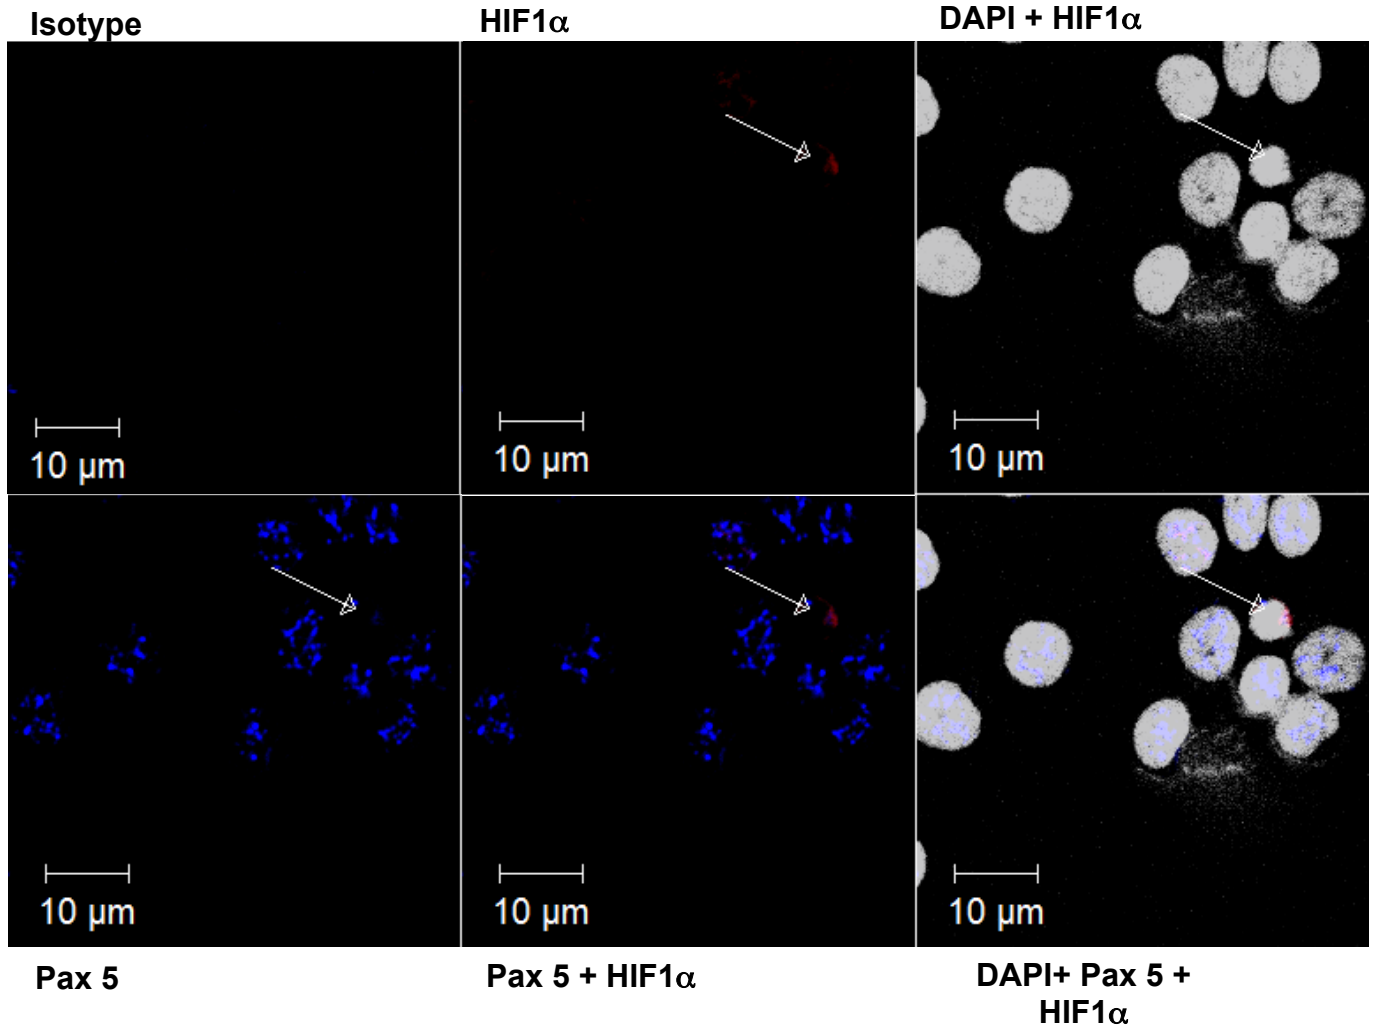 Isotype
HIF1α
DAPI + HIF1α
10 µm
10 µm
10 µm
10 µm
10 µm
10 µm
Pax 5
Pax 5 + HIF1α
DAPI+ Pax 5 +
HIF1α